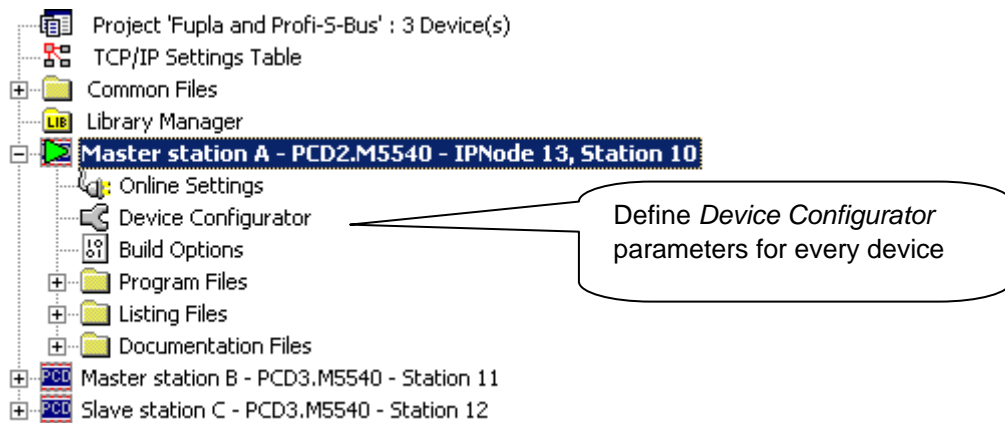 Project 'Fupla and Profi-S-Bus' : 3 Device(s)
TCP/IP Settings Table
Common Files
LIB Library Manager
Master station A - PCD2.M5540 - IPNode 13, Station 10
Online Settings
Device Configurator
Define Device Configurator
parameters for every device
Build Options
Program Files
Listing Files
Documentation Files
PCD Master station B - PCD3.M5540 - Station 11
PCD Slave station C - PCD3.M5540 - Station 12